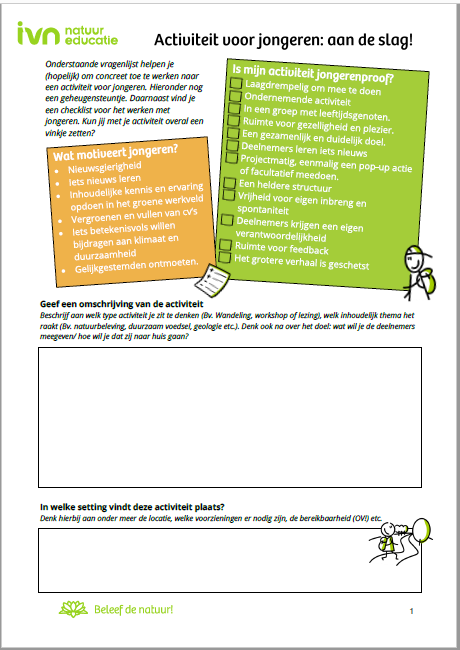 ivn natuur
educatie
Activiteit voor jongeren: aan de slag!
Onderstaande vragenlijst helpen je
(hopelijk) om concreet toe te werken naar
een activiteit voor jongeren. Hieronder nog
een geheugensteuntje. Daarnaast vind je
een checklist voor het werken met
jongeren. Kun jij met je activiteit overal een
vinkje zetten?
Wat motiveert jongeren?
• Nieuwsgierigheid
• Iets nieuws leren
• Inhoudelijke kennis en ervaring
opdoen in het groene werkveld
• Vergroenen en vullen van cv's
• Iets betekenisvols willen
bijdragen aan klimaat en
duurzaamheid
• Gelijkgestemden ontmoeten.
Is mijn activiteit jongerenproof?
Laagdrempelig om mee te doen
Ondernemende activiteit
In een groep met leeftijdsgenoten.
Ruimte voor gezelligheid en plezier.
Een gezamenlijk en duidelijk doel.
Deelnemers leren iets nieuws
Projectmatig, eenmalig een pop-up actie
of facultatief meedoen.
Een heldere structuur
Vrijheid voor eigen inbreng en
spontaniteit
Deelnemers krijgen een eigen
verantwoordelijkheid
Ruimte voor feedback
Het grotere verhaal is geschetst
Geef een omschrijving van de activiteit
Beschrijf aan welk type activiteit je zit te denken (Bv. Wandeling, workshop of lezing), welk inhoudelijk thema het
raakt (Bv. natuurbeleving, duurzaam voedsel, geologie etc.). Denk ook na over het doel: wat wil je de deelnemers
meegeven/ hoe wil je dat zij naar huis gaan?
In welke setting vindt deze activiteit plaats?
Denk hierbij aan onder meer de locatie, welke voorzieningen er nodig zijn, de bereikbaarheid (OV!) etc.
Beleef de natuur!
1